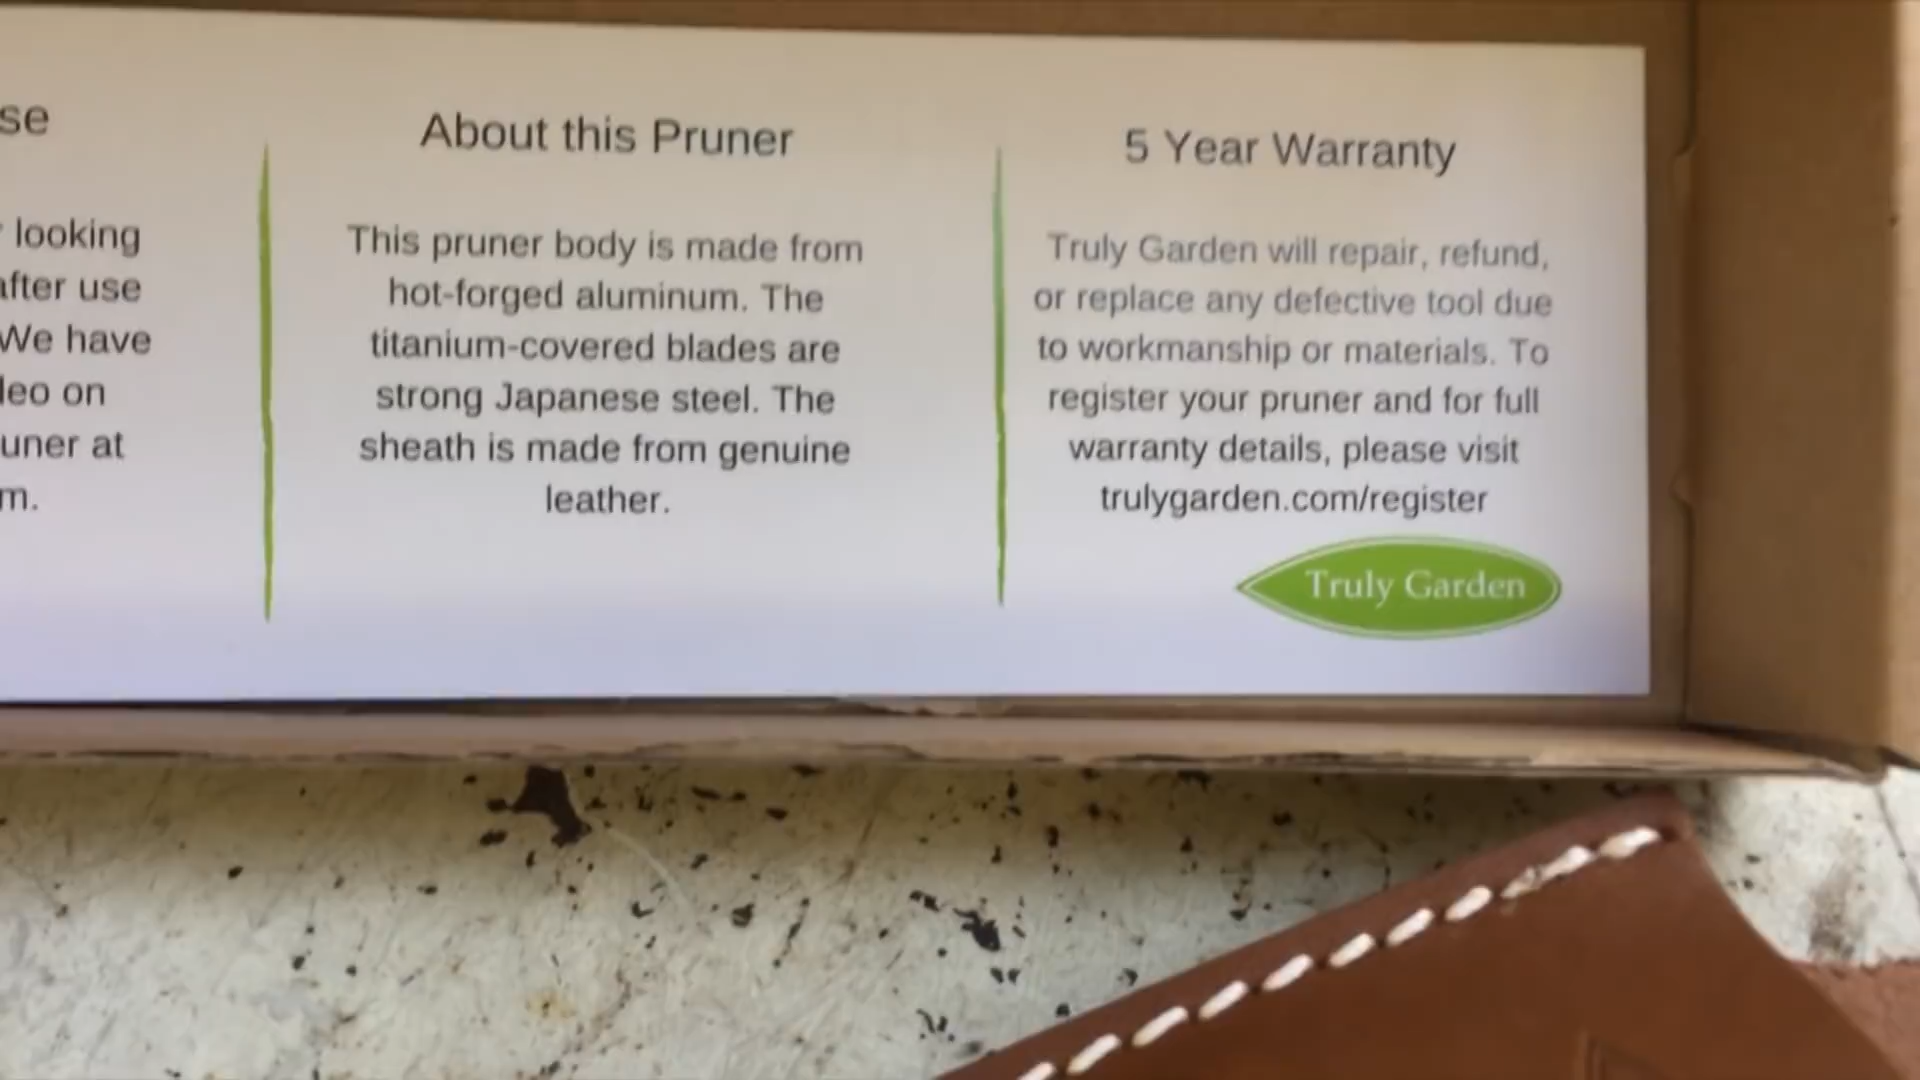 se
looking
after use
We have
on
at
m.
About this Pruner
This pruner body is made from
hot-forged aluminum. The
titanium-covered blades are
strong Japanese steel. The
sheath is made from genuine
leather.
5 Year Warranty
Truly Garden will repair, refund,
or replace any defective tool due
to workmanship or materials. To
register your pruner and for full
warranty details, please visit
trulygarden.com/register
Truly Garden